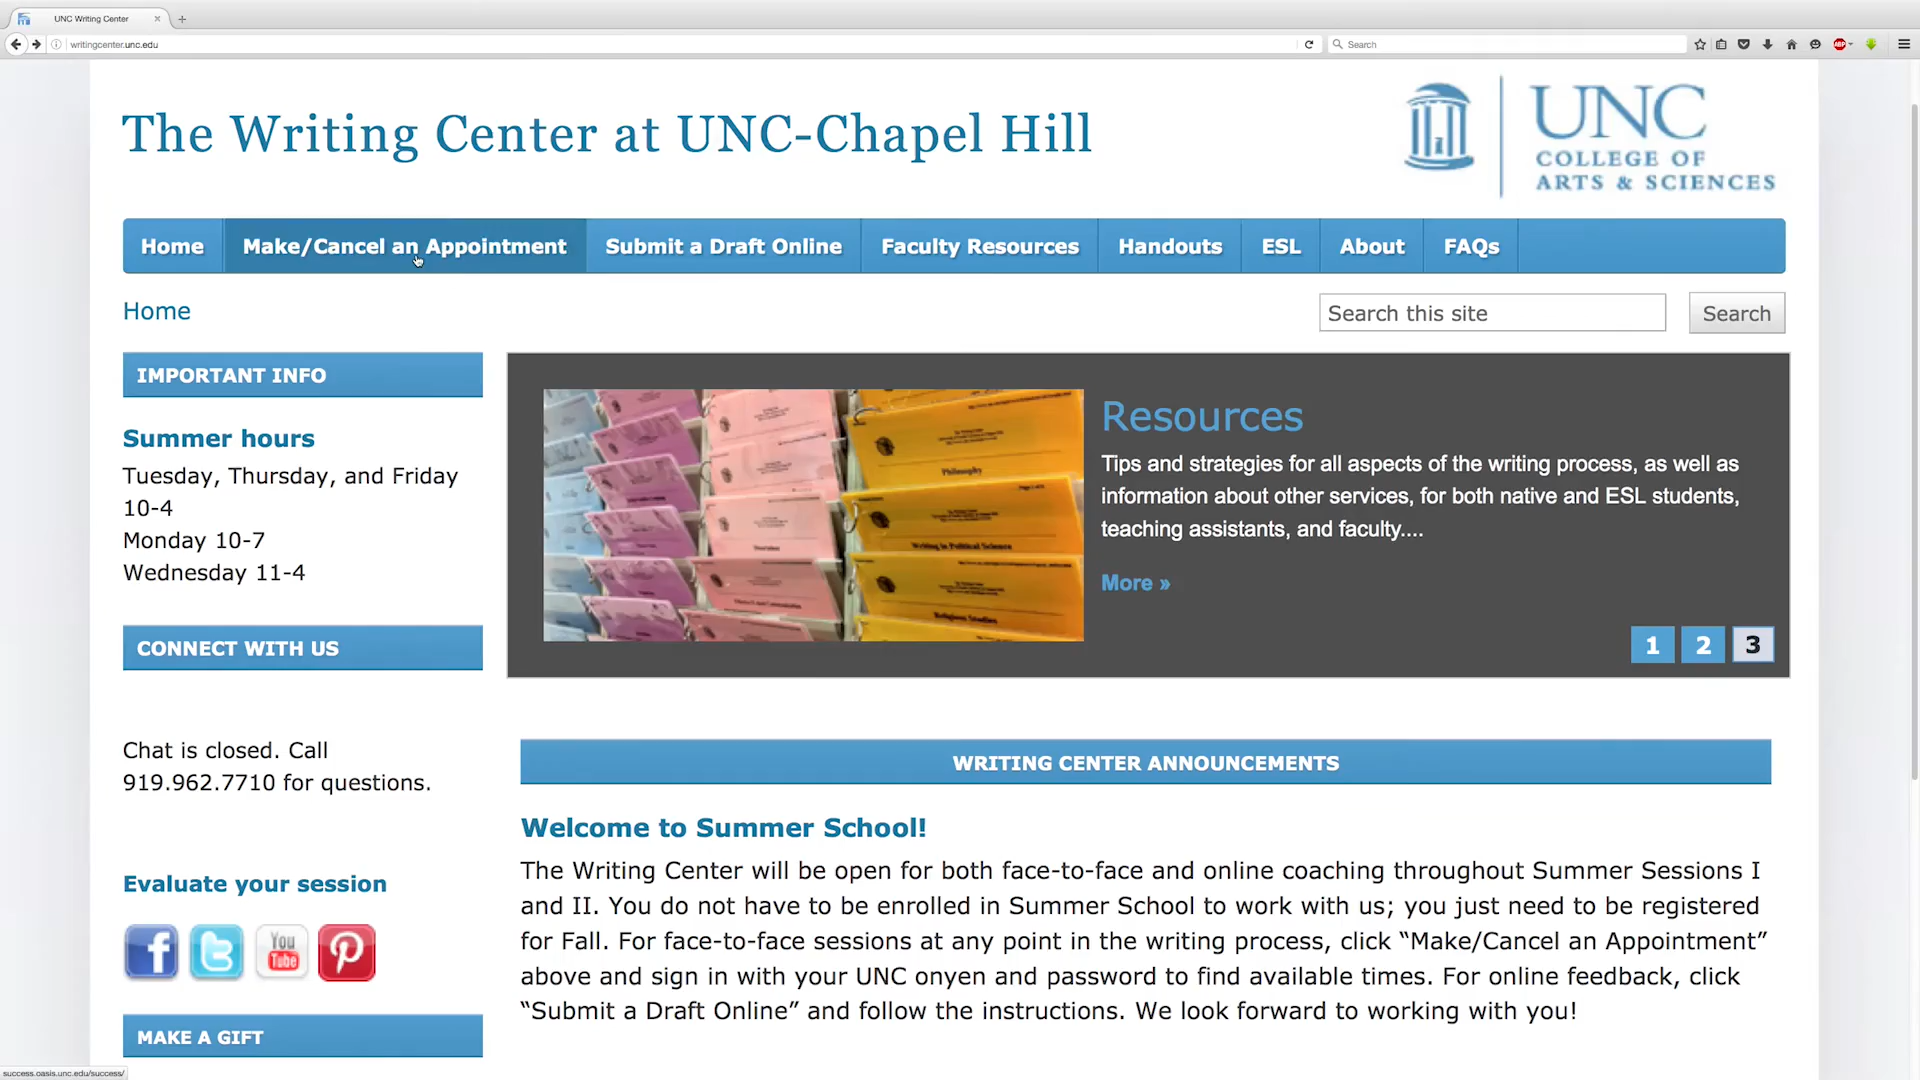 UNC Writing Center
writingcenter.unc.edu
Search
ABP
The Writing Center at UNC-Chapel Hill
UNC
COLLEGE OF
ARTS & SCIENCES
Home
Make/Cancel an Appointment
Submit a Draft Online
Faculty Resources
Handouts
ESL
About
FAQs
Home
Search this site
Search
IMPORTANT INFO
Summer hours
Tuesday, Thursday, and Friday
10-4
Monday 10-7
Wednesday 11-4
CONNECT WITH US
Chat is closed. Call
919.962.7710 for questions.
Evaluate your session
You
Tube
MAKE A GIFT
Philosophy
Writing in Political Science
Religious Studies
Resources
Tips and strategies for all aspects of the writing process, as well as
information about other services, for both native and ESL students,
teaching assistants, and faculty....
More »
1
2
3
WRITING CENTER ANNOUNCEMENTS
Welcome to Summer School!
The Writing Center will be open for both face-to-face and online coaching throughout Summer Sessions I
and II. You do not have to be enrolled in Summer School to work with us; you just need to be registered
for Fall. For face-to-face sessions at any point in the writing process, click “Make/Cancel an Appointment”
above and sign in with your UNC onyen and password to find available times. For online feedback, click
“Submit a Draft Online” and follow the instructions. We look forward to working with you!
success.oasis.unc.edu/success/